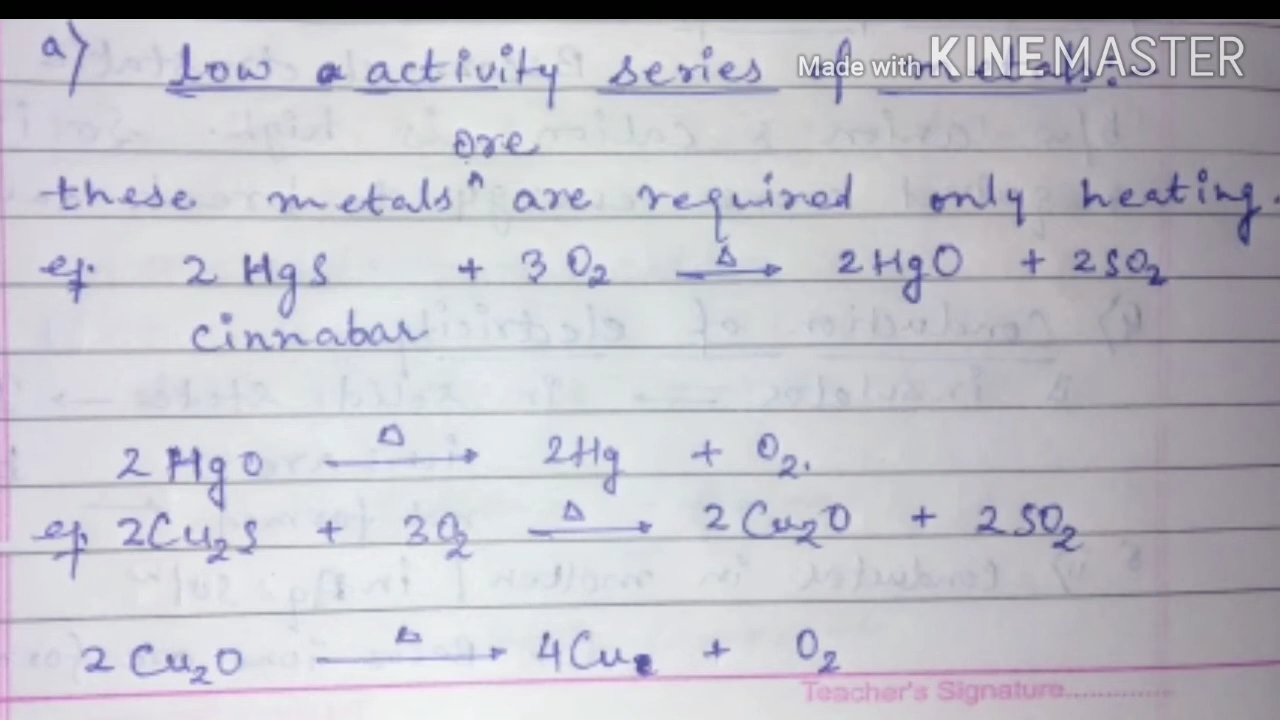 Made with KINEMASTER
a) low activity series of metals.
ore
these metals ^ are required only heating.
eg. 2 HgS + 3 O₂ →Δ 2 HgO + 2 SO₂
cinnabar
2 HgO →Δ 2Hg + O₂.
eg. 2Cu₂S + 3O₂ →Δ 2 Cu₂O + 2 SO₂
2 Cu₂O →Δ 4Cu + O₂
Teacher's Signature..............